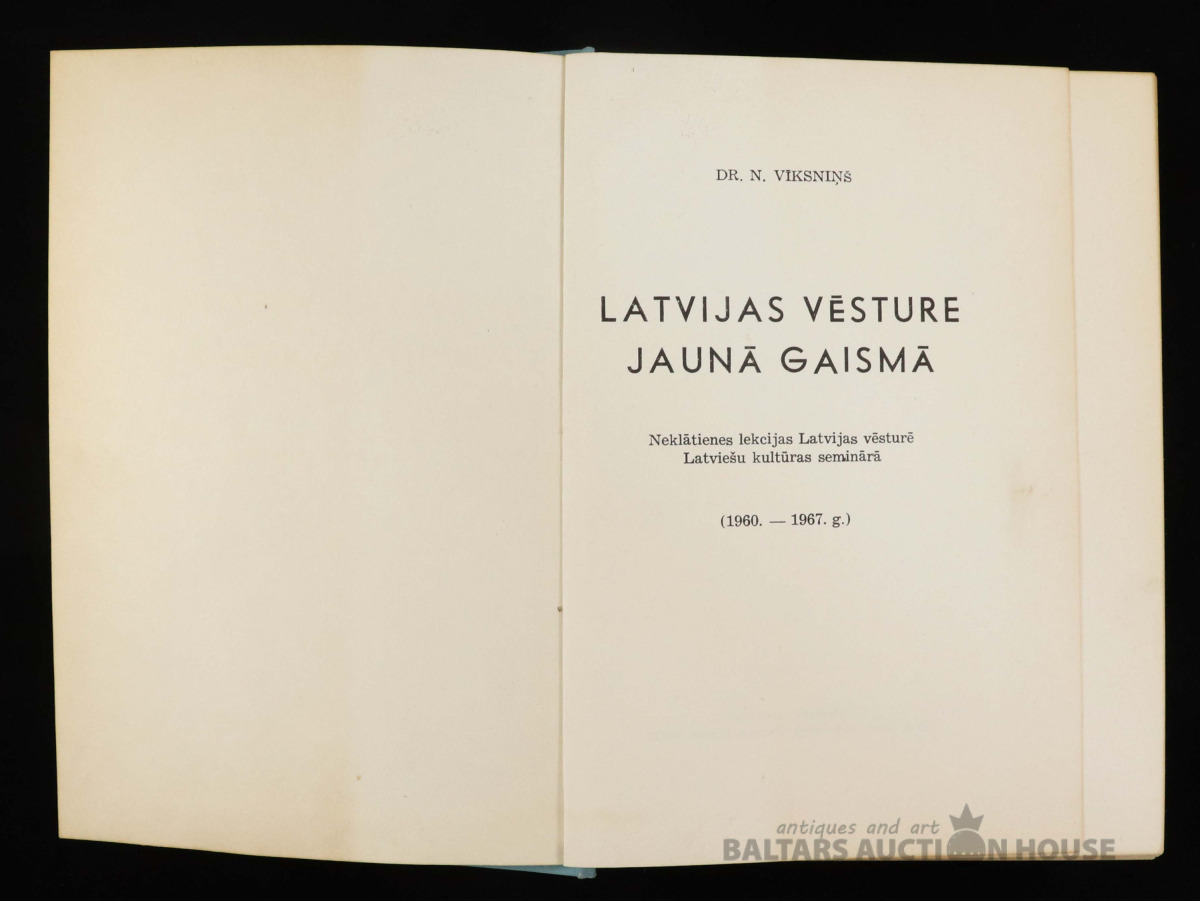 DR. N. VĪKSNIŅŠ
LATVIJAS VĒSTURE
JAUNĀ GAISMĀ
Neklātienes lekcijas Latvijas vēsturē
Latviešu kultūras seminārā
(1960. — 1967. g.)
antiques and art
BALTARS AUCTION HOUSE